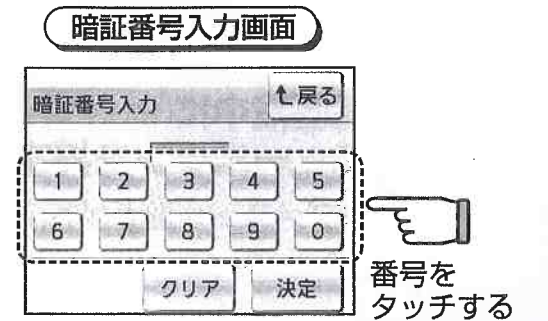 暗証番号入力画面
暗証番号入力
戻る
1 2 3 4 5
6 7 8 9 0
クリア 決定
番号を
タッチする